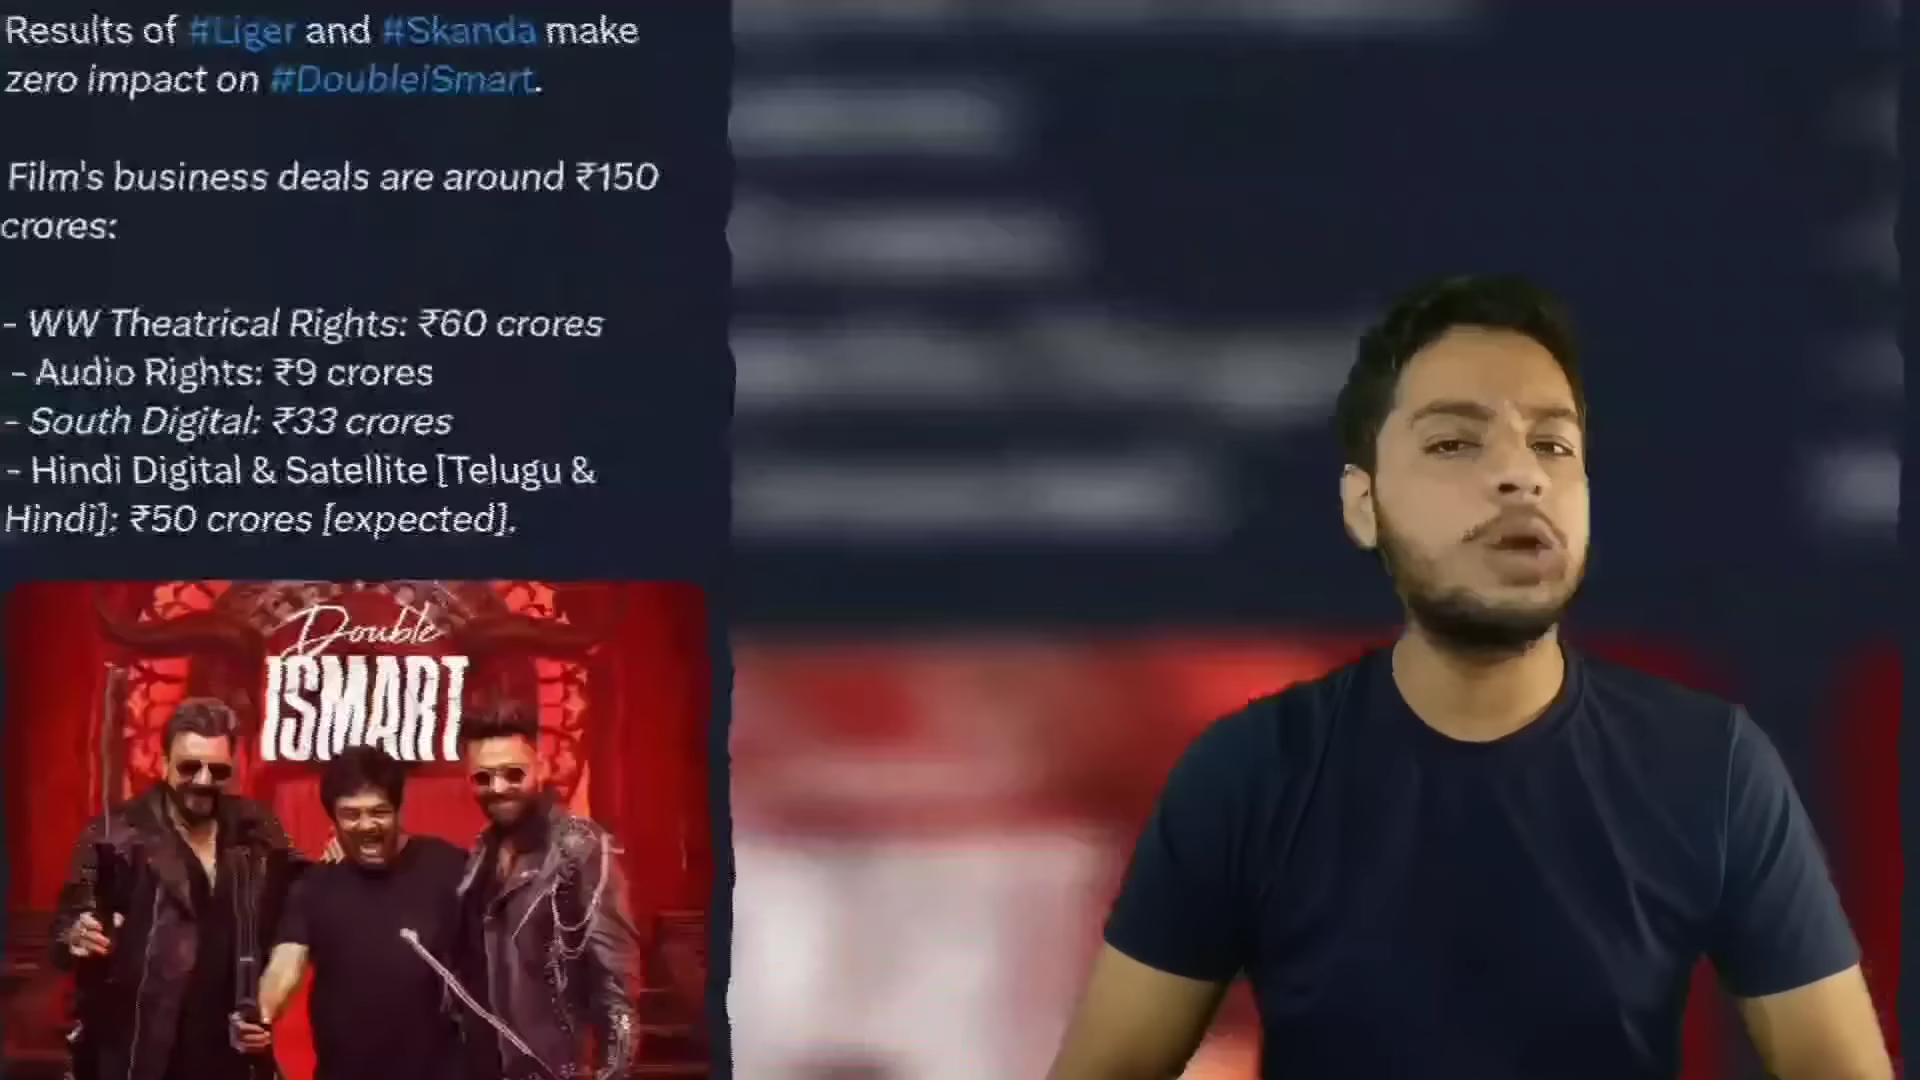 Results of #Liger and #Skanda make
zero impact on #DoubleiSmart.
Film's business deals are around ₹150
crores:
- WW Theatrical Rights: ₹60 crores
- Audio Rights: ₹9 crores
- South Digital: ₹33 crores
- Hindi Digital & Satellite [Telugu &
Hindi]: ₹50 crores [expected].
Double
ISMART